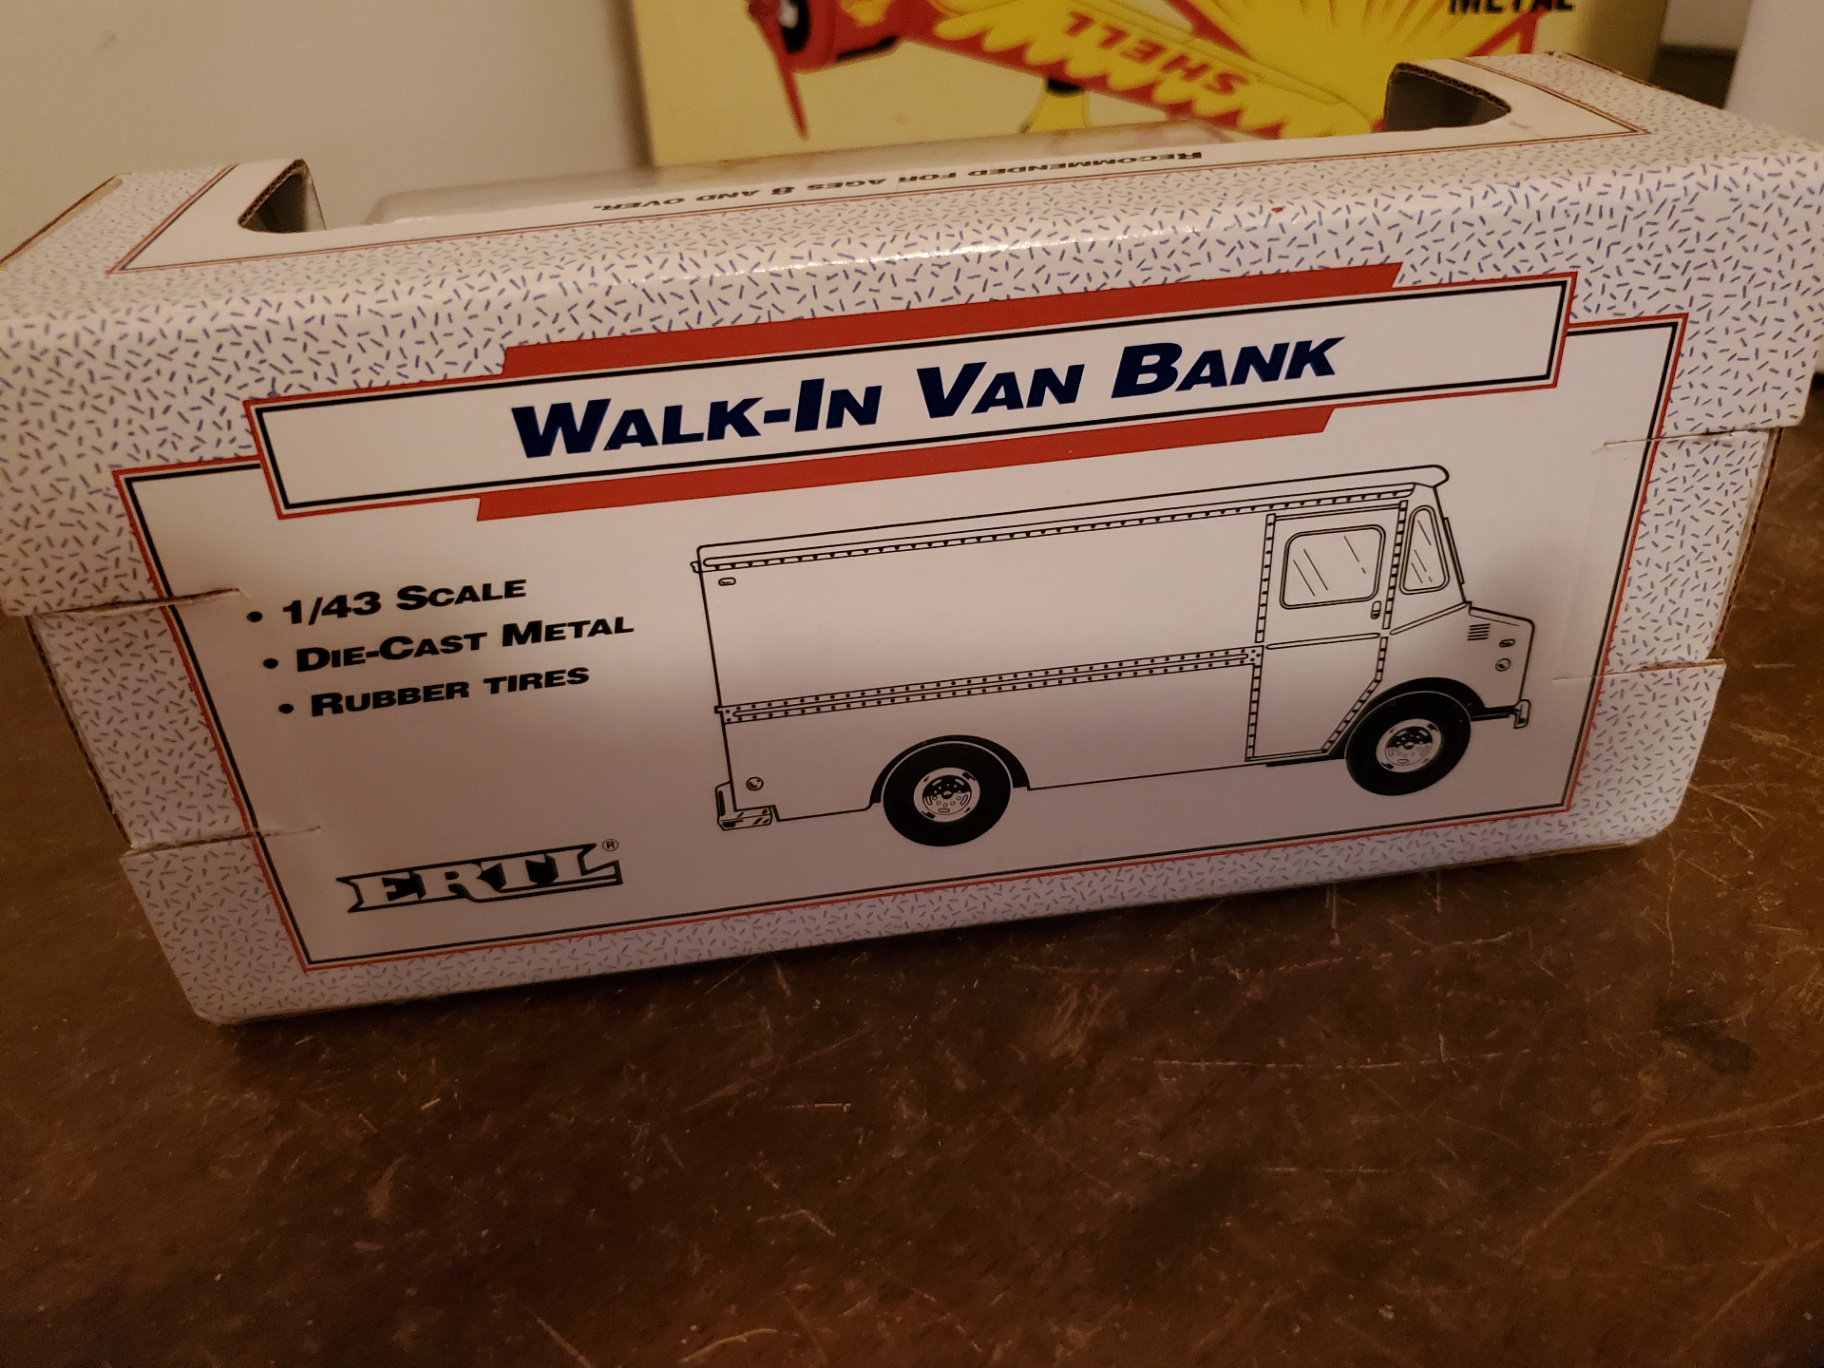 METAL
SHELL
RECOMMENDED FOR AGES 8 AND OVER.
WALK-IN VAN BANK
• 1/43 SCALE
• DIE-CAST METAL
• RUBBER TIRES
ERTL®